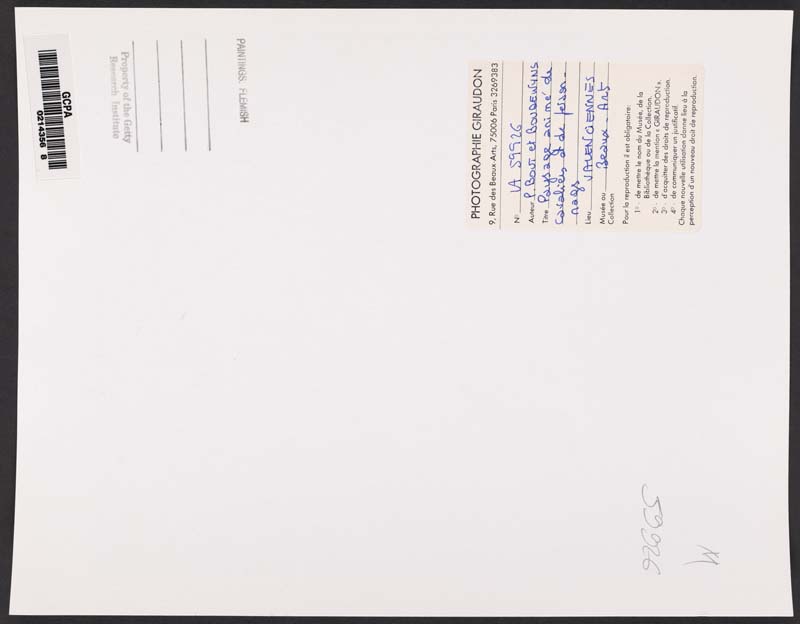 GCPA
0214356 8
Property of the Getty
Research Institute
PAINTINGS: FLEMISH
PHOTOGRAPHIE GIRAUDON
9, Rue des Beaux Arts, 75006 Paris 3269383
N° LA 59926
Auteur P. Bout et BOUDEWYNS
Titre Paysage animé de
cavaliers et de person-
nages
Lieu VALENCIENNES
Musée ou Beaux-Arts
Collection
Pour la reproduction il est obligatoire:
1° - de mettre le nom du Musée, de la
Bibliothèque ou de la Collection.
2° - de mettre la mention « GIRAUDON ».
3° - d'acquitter des droits de reproduction.
4° - de communiquer un justificatif.
Chaque nouvelle utilisation donne lieu à la
perception d'un nouveau droit de reproduction.
59926